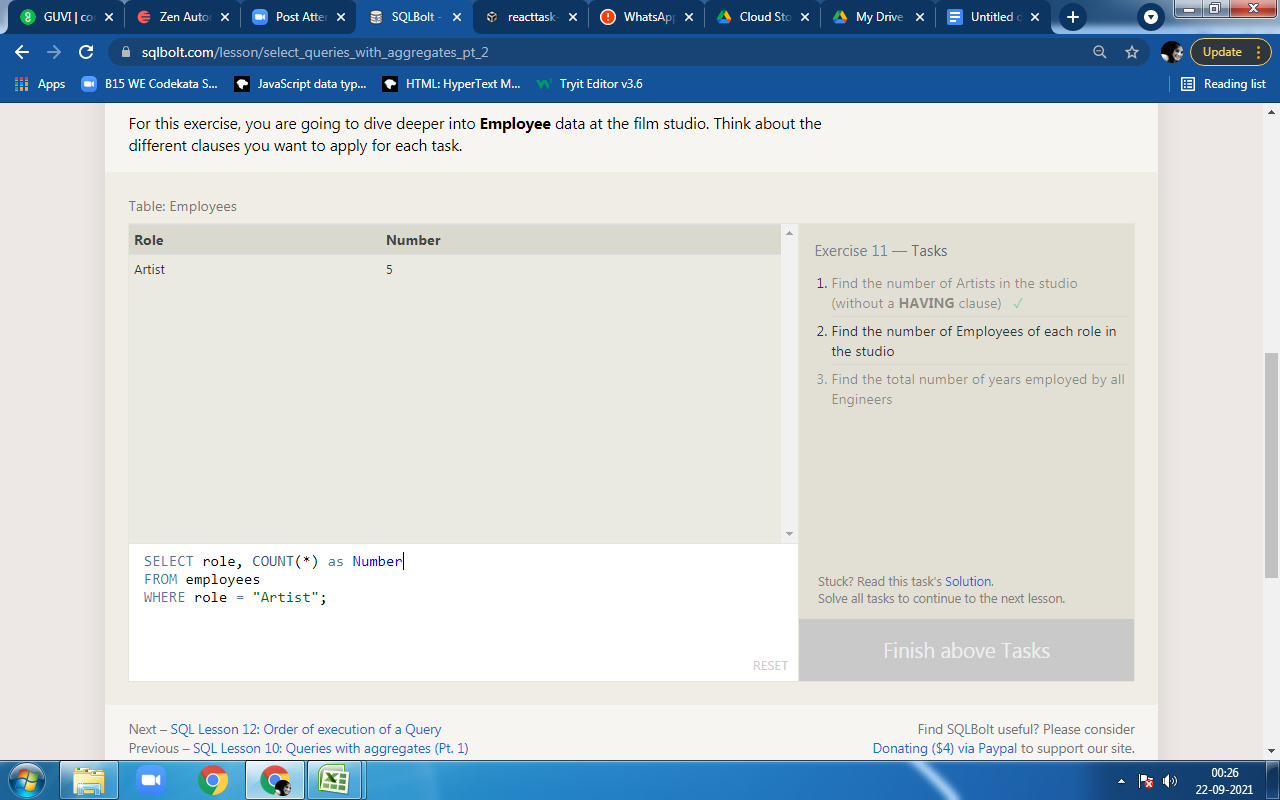 GUVI | co
Zen Auto
Post Atte
SQLBolt -
reacttask-
WhatsApp
Cloud Sto
My Drive
Untitled d
sqlbolt.com/lesson/select_queries_with_aggregates_pt_2
Update
Apps
B15 WE Codekata S...
JavaScript data typ...
HTML: HyperText M...
Tryit Editor v3.6
Reading list
For this exercise, you are going to dive deeper into Employee data at the film studio. Think about the
different clauses you want to apply for each task.
Table: Employees
Role Number
Artist 5
Exercise 11 — Tasks
1. Find the number of Artists in the studio
(without a HAVING clause) ✓
2. Find the number of Employees of each role in
the studio
3. Find the total number of years employed by all
Engineers
Stuck? Read this task's Solution.
Solve all tasks to continue to the next lesson.
Finish above Tasks
SELECT role, COUNT(*) as Number
FROM employees
WHERE role = "Artist";
RESET
Next – SQL Lesson 12: Order of execution of a Query
Previous – SQL Lesson 10: Queries with aggregates (Pt. 1)
Find SQLBolt useful? Please consider
Donating ($4) via Paypal to support our site.
00:26
22-09-2021